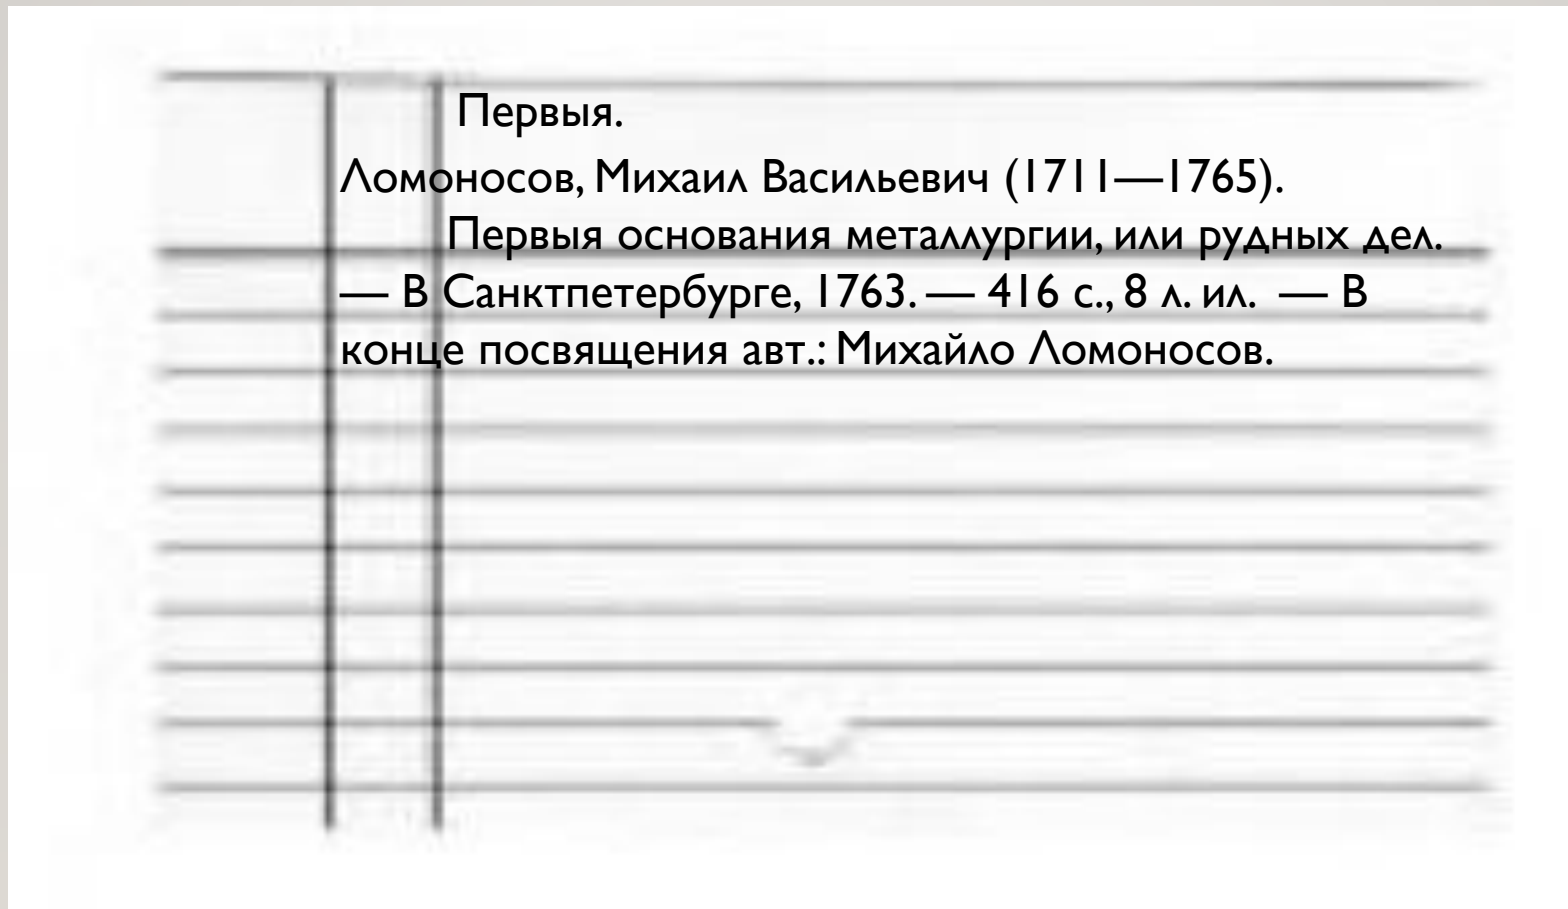 Первыя.
Ломоносов, Михаил Васильевич (1711—1765).
Первыя основания металлургии, или рудных дел.
— В Санктпетербурге, 1763. — 416 с., 8 л. ил. — В
конце посвящения авт.: Михайло Ломоносов.